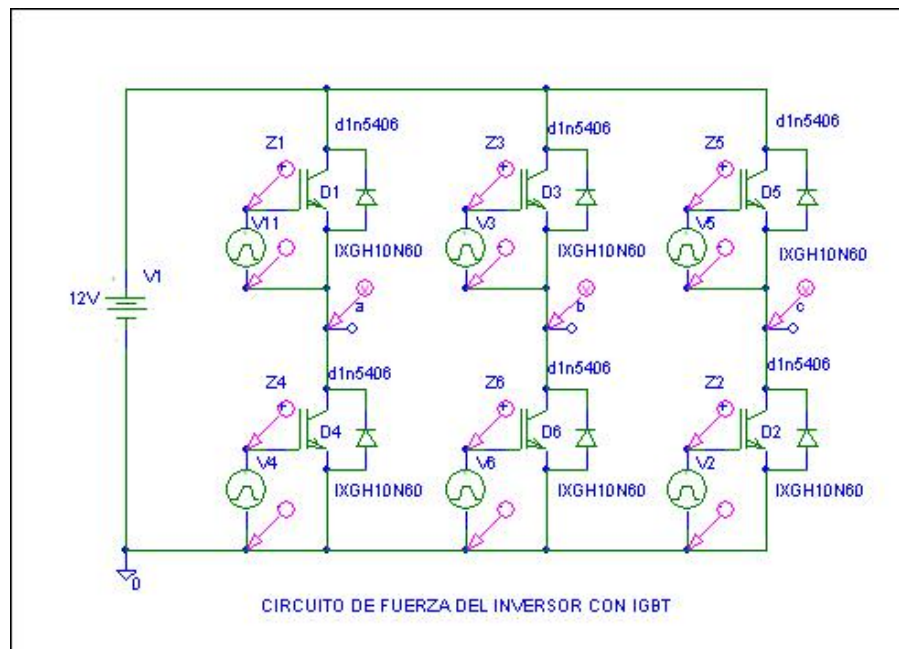 d1n5406
d1n5406
d1n5406
Z1
Z3
Z5
D1
D3
D5
V11
V3
V5
IXGH10N60
IXGH10N60
IXGH10N60
V1
12V
a
b
c
d1n5406
d1n5406
d1n5406
Z4
Z6
Z2
D4
D6
D2
V4
V6
V2
IXGH10N60
IXGH10N60
IXGH10N60
0
CIRCUITO DE FUERZA DEL INVERSOR CON IGBT